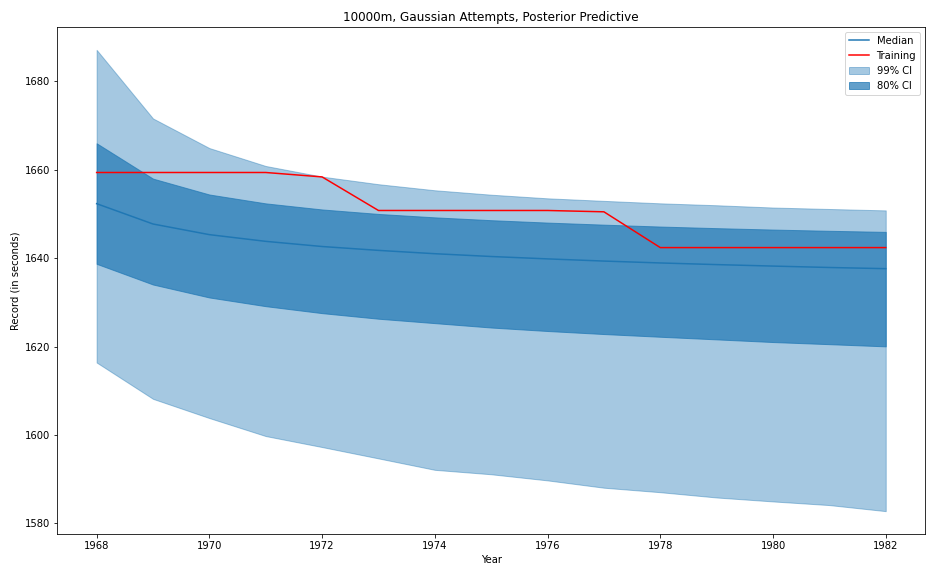 10000m, Gaussian Attempts, Posterior Predictive
Median
Training
99% CI
80% CI
Record (in seconds)
1680
1660
1640
1620
1600
1580
1968
1970
1972
1974
1976
1978
1980
1982
Year